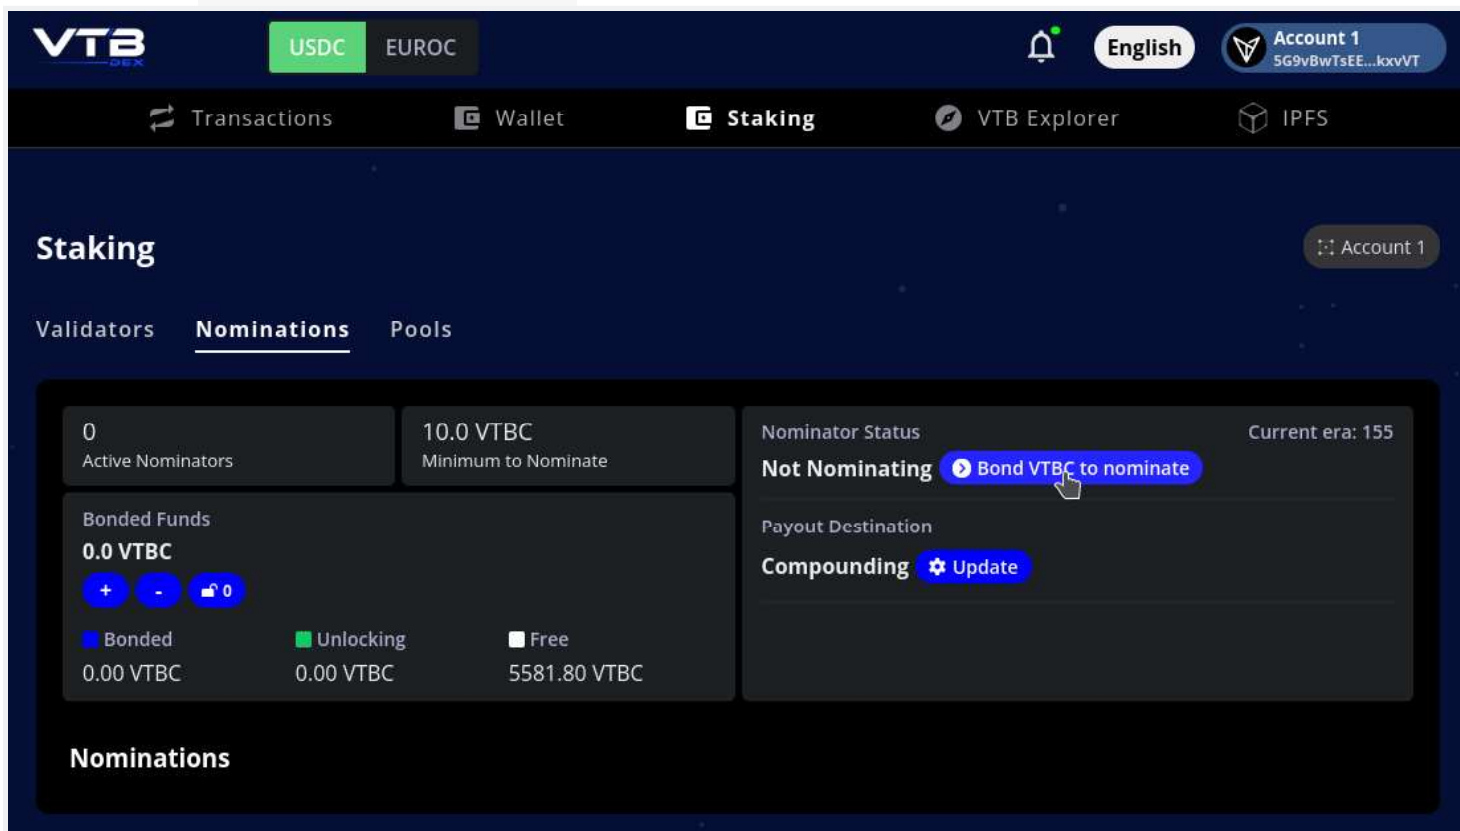 VTB
DEX
USDC
EUROC
English
Account 1
5G9vBwTsEE...kxvVT
Transactions
Wallet
Staking
VTB Explorer
IPFS
Staking
Account 1
Validators
Nominations
Pools
0
Active Nominators
10.0 VTBC
Minimum to Nominate
Nominator Status
Current era: 155
Not Nominating
Bond VTBC to nominate
Bonded Funds
0.0 VTBC
+
-
0
Payout Destination
Compounding
Update
Bonded
Unlocking
Free
0.00 VTBC
0.00 VTBC
5581.80 VTBC
Nominations